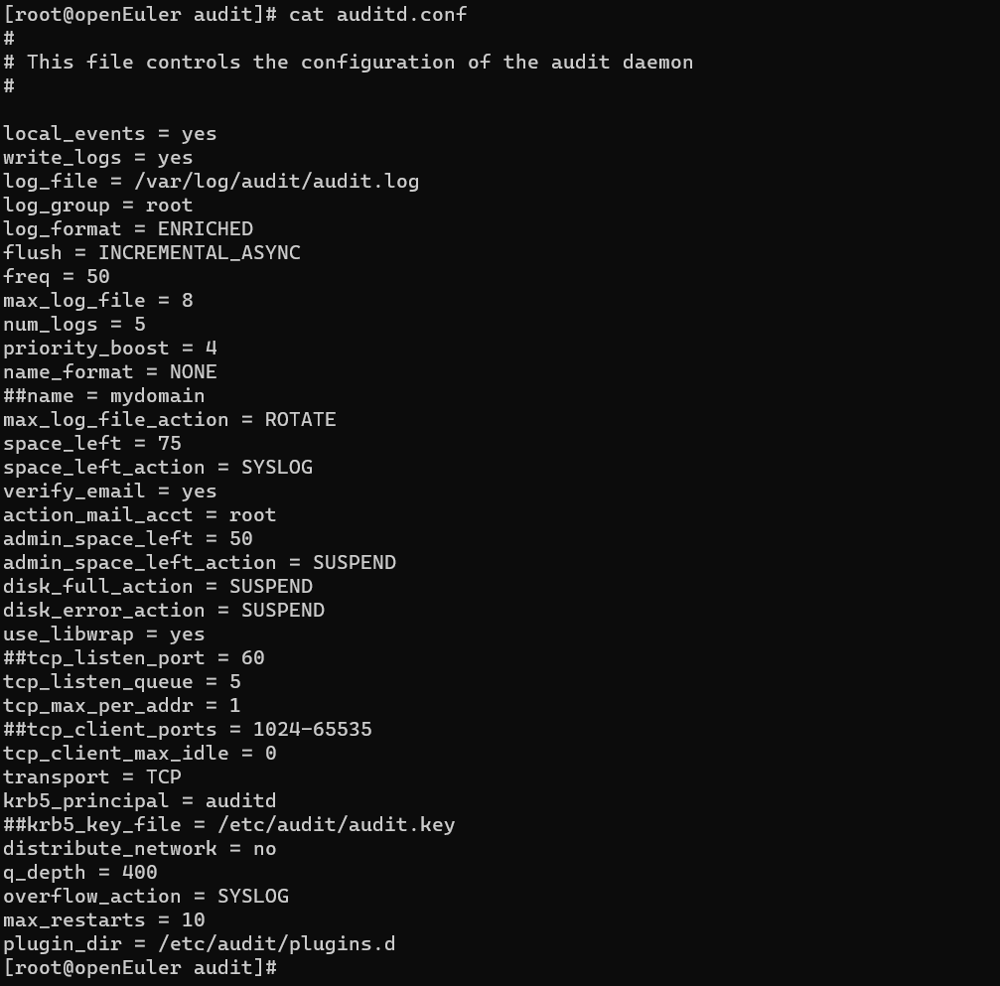 [root@openEuler audit]# cat auditd.conf
#
# This file controls the configuration of the audit daemon
#
local_events = yes
write_logs = yes
log_file = /var/log/audit/audit.log
log_group = root
log_format = ENRICHED
flush = INCREMENTAL_ASYNC
freq = 50
max_log_file = 8
num_logs = 5
priority_boost = 4
name_format = NONE
##name = mydomain
max_log_file_action = ROTATE
space_left = 75
space_left_action = SYSLOG
verify_email = yes
action_mail_acct = root
admin_space_left = 50
admin_space_left_action = SUSPEND
disk_full_action = SUSPEND
disk_error_action = SUSPEND
use_libwrap = yes
##tcp_listen_port = 60
tcp_listen_queue = 5
tcp_max_per_addr = 1
##tcp_client_ports = 1024-65535
tcp_client_max_idle = 0
transport = TCP
krb5_principal = auditd
##krb5_key_file = /etc/audit/audit.key
distribute_network = no
q_depth = 400
overflow_action = SYSLOG
max_restarts = 10
plugin_dir = /etc/audit/plugins.d
[root@openEuler audit]#